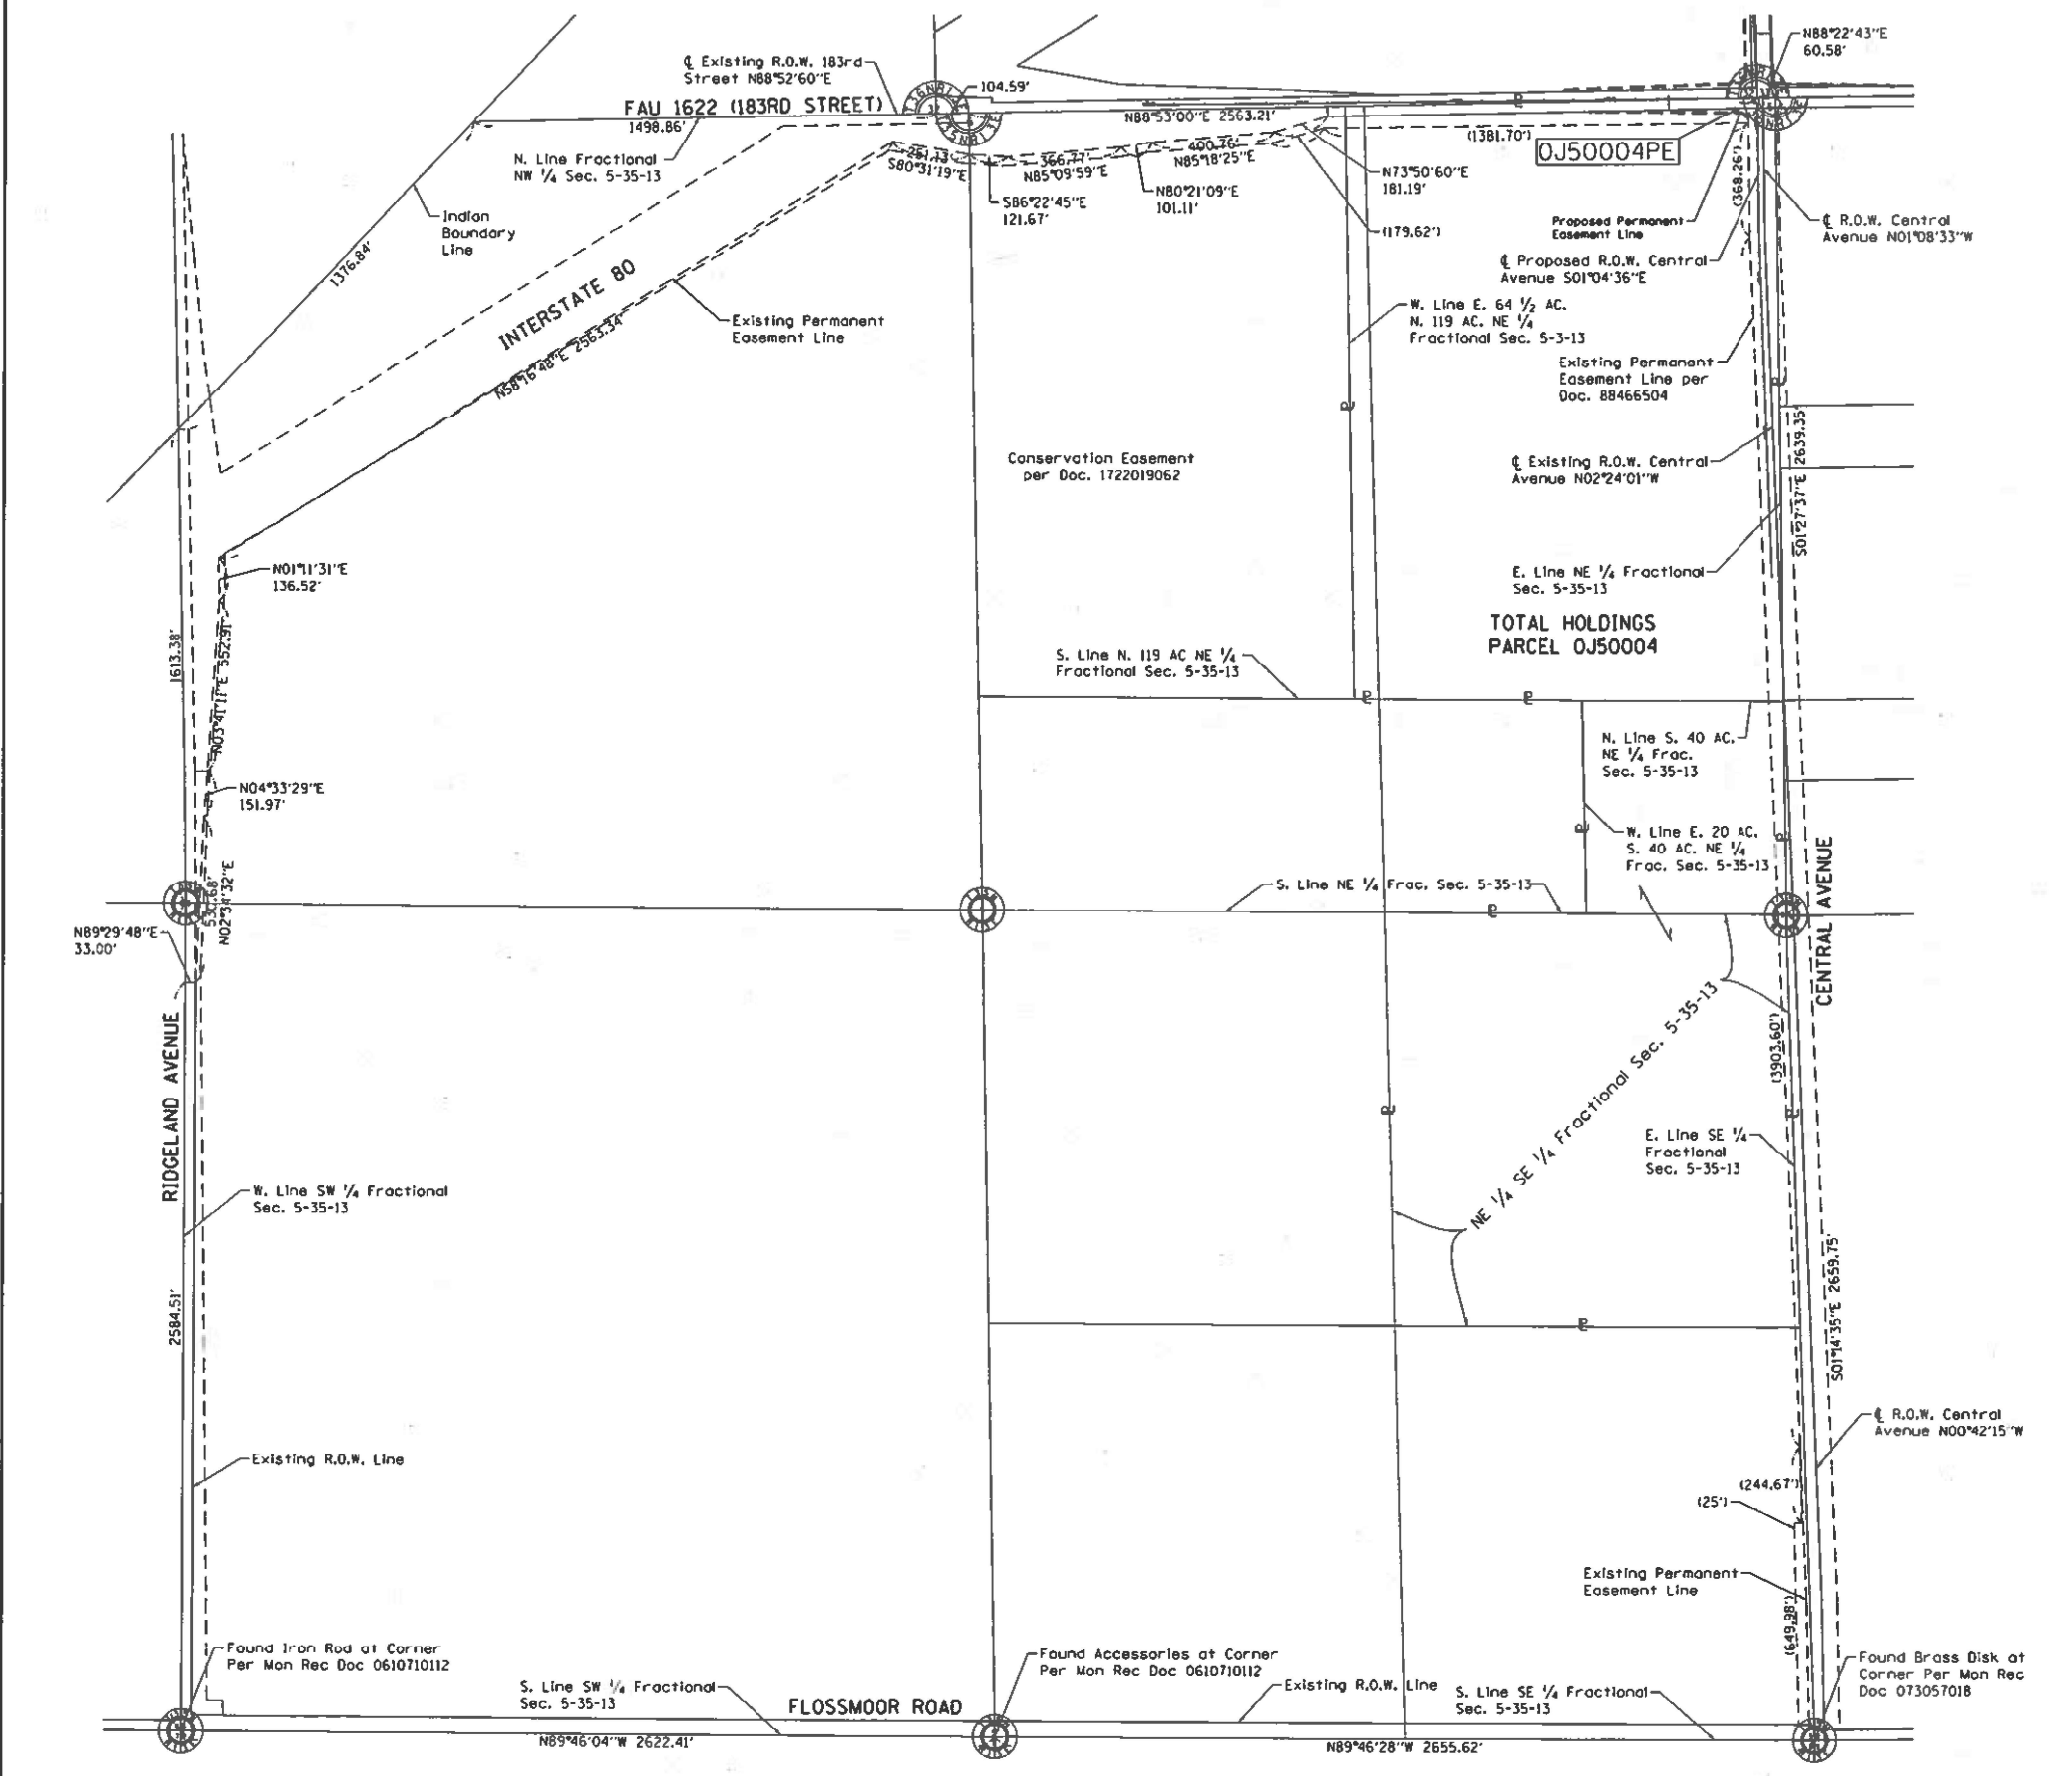 N88°22'43"E
60.58'
℄ Existing R.O.W. 183rd
Street N88°52'60"E
104.59'
FAU 1622 (183RD STREET)
1498.86'
N88°53'00"E 2563.21'
(1381.70')
0J50004PE
N. Line Fractional
NW 1/4 Sec. 5-35-13
251.13'
S80°31'19"E
366.77'
N85°09'59"E
400.76'
N85°18'25"E
N73°50'60"E
181.19'
(368.26')
S86°22'45"E
121.67'
N80°21'09"E
101.11'
(179.62')
Indian
Boundary
Line
1376.84'
Proposed Permanent
Easement Line
℄ R.O.W. Central
Avenue N01°08'33"W
℄ Proposed R.O.W. Central
Avenue S01°04'36"E
INTERSTATE 80
N58°16'48"E 2563.34'
Existing Permanent
Easement Line
W. Line E. 64 1/2 AC.
N. 119 AC. NE 1/4
Fractional Sec. 5-3-13
Existing Permanent
Easement Line per
Doc. 88466504
Conservation Easement
per Doc. 1722019062
℄ Existing R.O.W. Central
Avenue N02°24'01"W
S01°27'37"E 2639.35'
N01°11'31"E
136.52'
E. Line NE 1/4 Fractional
Sec. 5-35-13
TOTAL HOLDINGS
PARCEL 0J50004
1613.38'
N03°41'11"E 552.91'
S. Line N. 119 AC NE 1/4
Fractional Sec. 5-35-13
N. Line S. 40 AC.
NE 1/4 Frac.
Sec. 5-35-13
N04°33'29"E
151.97'
W. Line E. 20 AC.
S. 40 AC. NE 1/4
Frac. Sec. 5-35-13
CENTRAL AVENUE
S. Line NE 1/4 Frac. Sec. 5-35-13
N02°34'32"E
N89°29'48"E
33.00'
RIDGELAND AVENUE
NE 1/4 SE 1/4 Fractional Sec. 5-35-13
(3903.60')
E. Line SE 1/4
Fractional
Sec. 5-35-13
W. Line SW 1/4 Fractional
Sec. 5-35-13
2584.51'
S01°14'35"E 2659.75'
℄ R.O.W. Central
Avenue N00°42'15"W
Existing R.O.W. Line
(244.67')
(25')
Existing Permanent
Easement Line
(649.98')
Found Iron Rod at Corner
Per Mon Rec Doc 0610710112
Found Accessories at Corner
Per Mon Rec Doc 0610710112
Found Brass Disk at
Corner Per Mon Rec
Doc 073057018
S. Line SW 1/4 Fractional
Sec. 5-35-13
FLOSSMOOR ROAD
Existing R.O.W. Line
S. Line SE 1/4 Fractional
Sec. 5-35-13
N89°46'04"W 2622.41'
N89°46'28"W 2655.62'